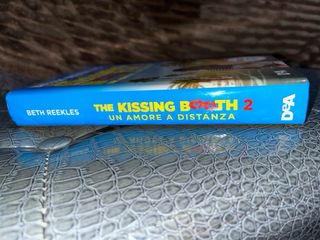 BETH REEKLES
THE KISSING BOOTH 2
UN AMORE A DISTANZA
DeA